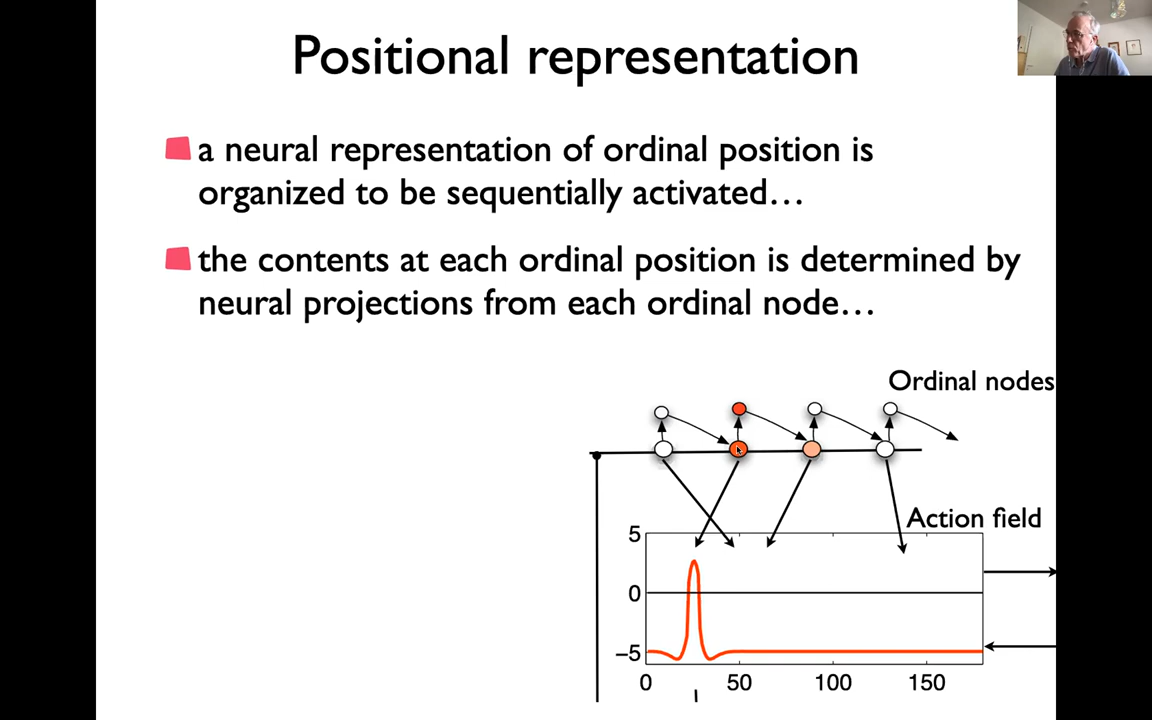 Positional representation
a neural representation of ordinal position is
organized to be sequentially activated…
the contents at each ordinal position is determined by
neural projections from each ordinal node…
Ordinal nodes
Action field
5
0
−5
0 50 100 150